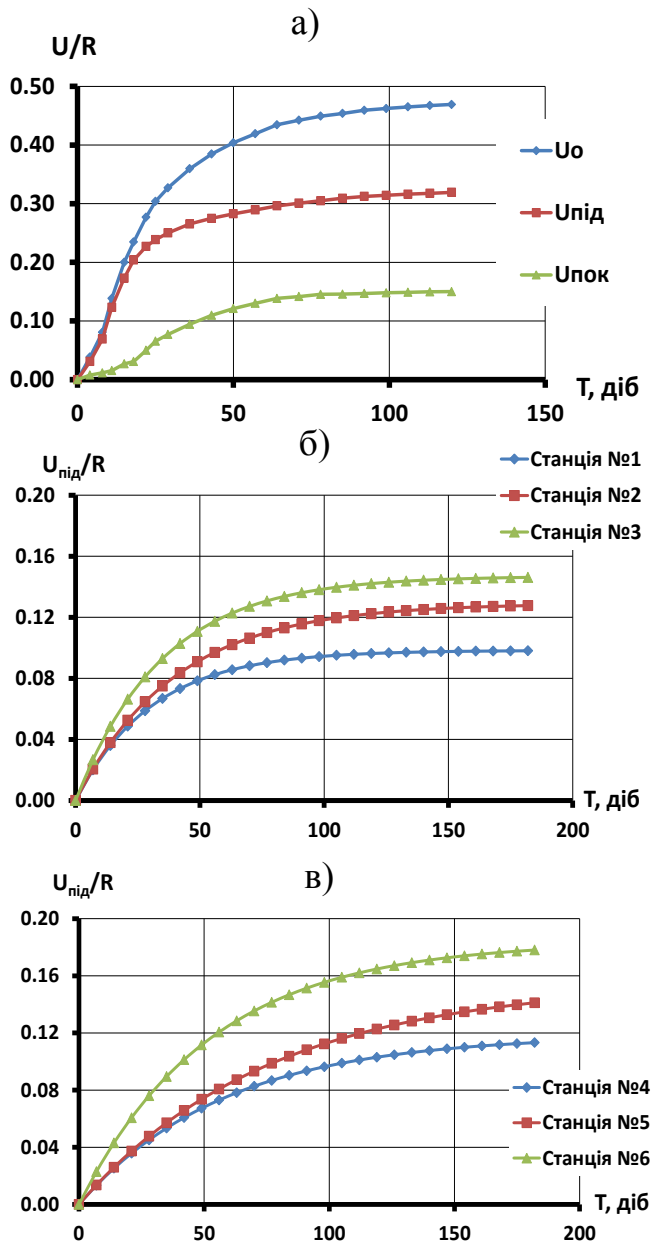 а)
U/R
0.50
0.40
0.30
0.20
0.10
0.00
Uо
Uпід
Uпок
0 50 100 150
Т, діб
б)
Uпід/R
Станція №1
Станція №2
Станція №3
0.20
0.16
0.12
0.08
0.04
0.00
Т, діб
0 50 100 150 200
в)
Uпід/R
0.20
0.16
0.12
0.08
0.04
0.00
Станція №4
Станція №5
Станція №6
Т, діб
0 50 100 150 200